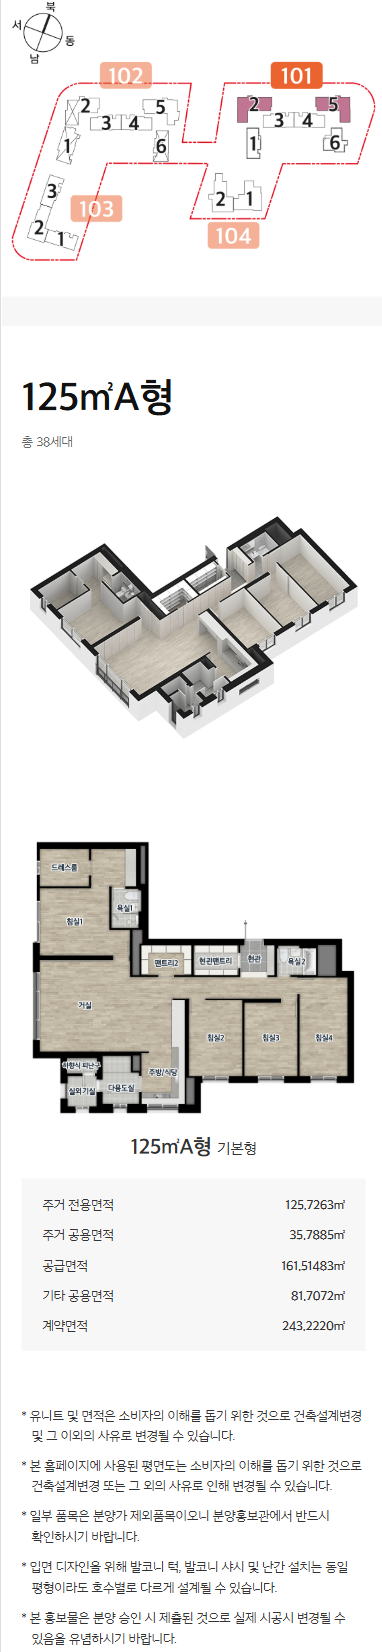 북
서
동
남
102
101
2
5
3
4
1
6
2
5
3
4
1
6
3
2
1
103
2
1
104
125㎡A형
총 38세대
드레스룸
욕실1
침실1
팬트리2
현관팬트리
현관
욕실2
거실
침실2
침실3
침실4
주방/식당
하향식 피난구
실외기실
다용도실
125㎡A형 기본형
주거 전용면적 125.7263㎡
주거 공용면적 35.7885㎡
공급면적 161.51483㎡
기타 공용면적 81.7072㎡
계약면적 243.2220㎡
* 유니트 및 면적은 소비자의 이해를 돕기 위한 것으로 건축설계변경
및 그 이외의 사유로 변경될 수 있습니다.
* 본 홈페이지에 사용된 평면도는 소비자의 이해를 돕기 위한 것으로
건축설계변경 또는 그 외의 사유로 인해 변경될 수 있습니다.
* 일부 품목은 분양가 제외품목이오니 분양홍보관에서 반드시
확인하시기 바랍니다.
* 입면 디자인을 위해 발코니 턱, 발코니 샤시 및 난간 설치는 동일
평형이라도 호수별로 다르게 설계될 수 있습니다.
* 본 홍보물은 분양 승인 시 제출된 것으로 실제 시공시 변경될 수
있음을 유념하시기 바랍니다.